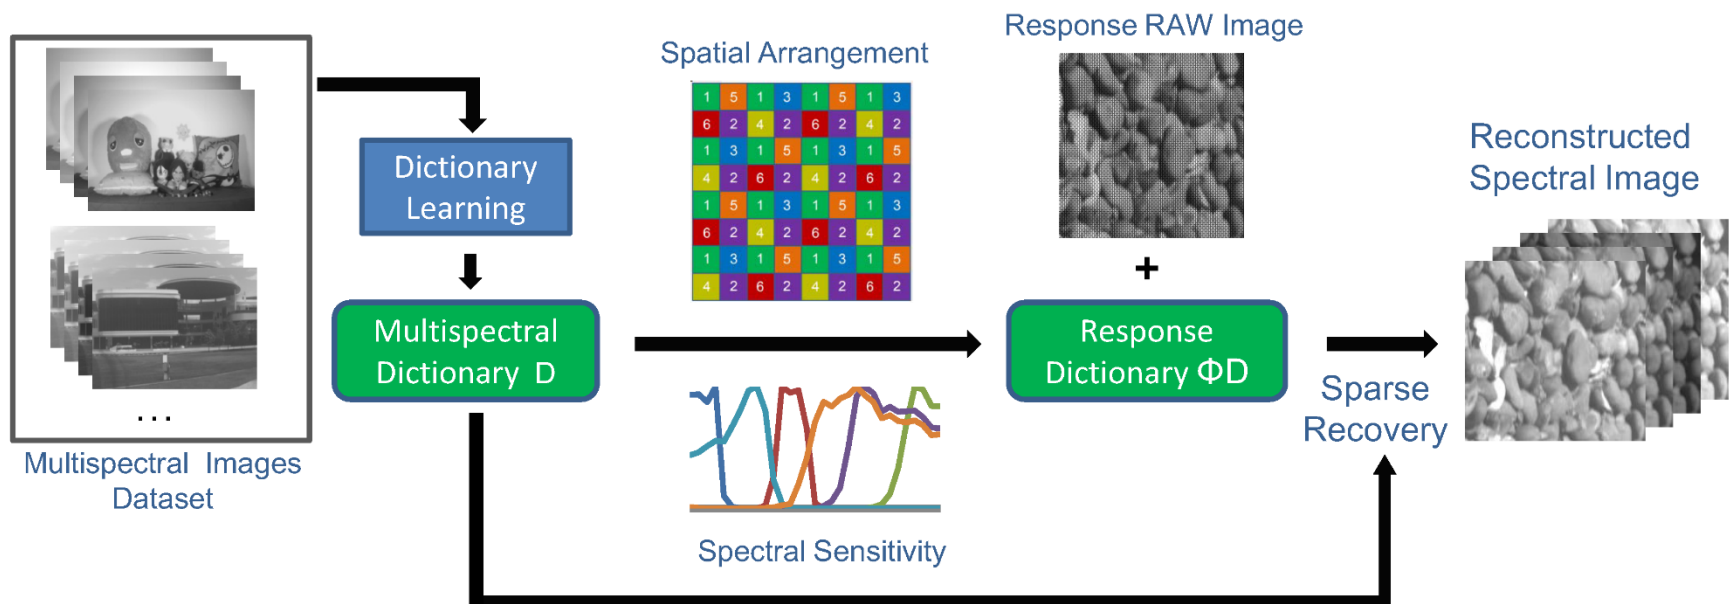 Multispectral Images
Dataset
. . .
Dictionary
Learning
Multispectral
Dictionary D
Spatial Arrangement
1 5 1 3 1 5 1 3
6 2 4 2 6 2 4 2
1 3 1 5 1 3 1 5
4 2 6 2 4 2 6 2
1 5 1 3 1 5 1 3
6 2 4 2 6 2 4 2
1 3 1 5 1 3 1 5
4 2 6 2 4 2 6 2
Spectral Sensitivity
Response RAW Image
+
Response
Dictionary ΦD
Sparse
Recovery
Reconstructed
Spectral Image